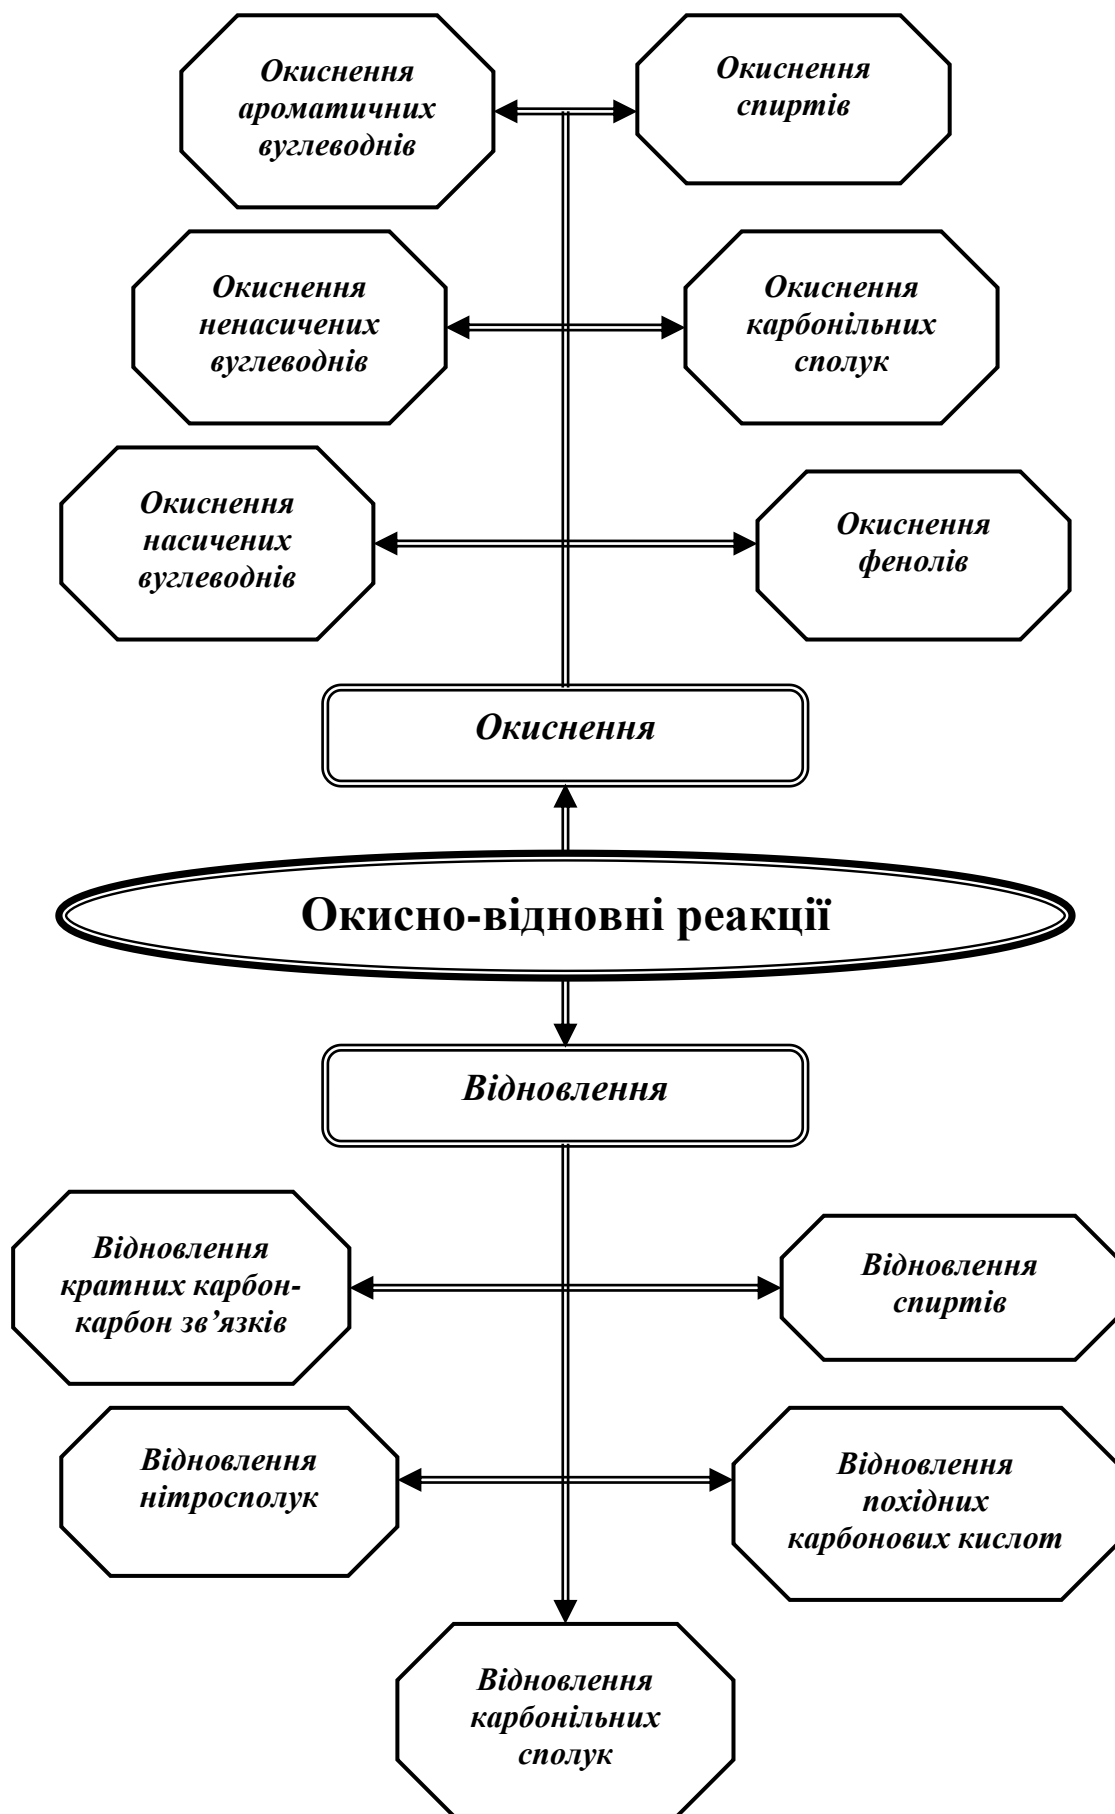 Окиснення
ароматичних
вуглеводнів
Окиснення
спиртів
Окиснення
ненасичених
вуглеводнів
Окиснення
карбонільних
сполук
Окиснення
насичених
вуглеводнів
Окиснення
фенолів
Окиснення
Окисно-відновні реакції
Відновлення
Відновлення
кратних карбон-
карбон зв’язків
Відновлення
спиртів
Відновлення
нітросполук
Відновлення
похідних
карбонових кислот
Відновлення
карбонільних
сполук